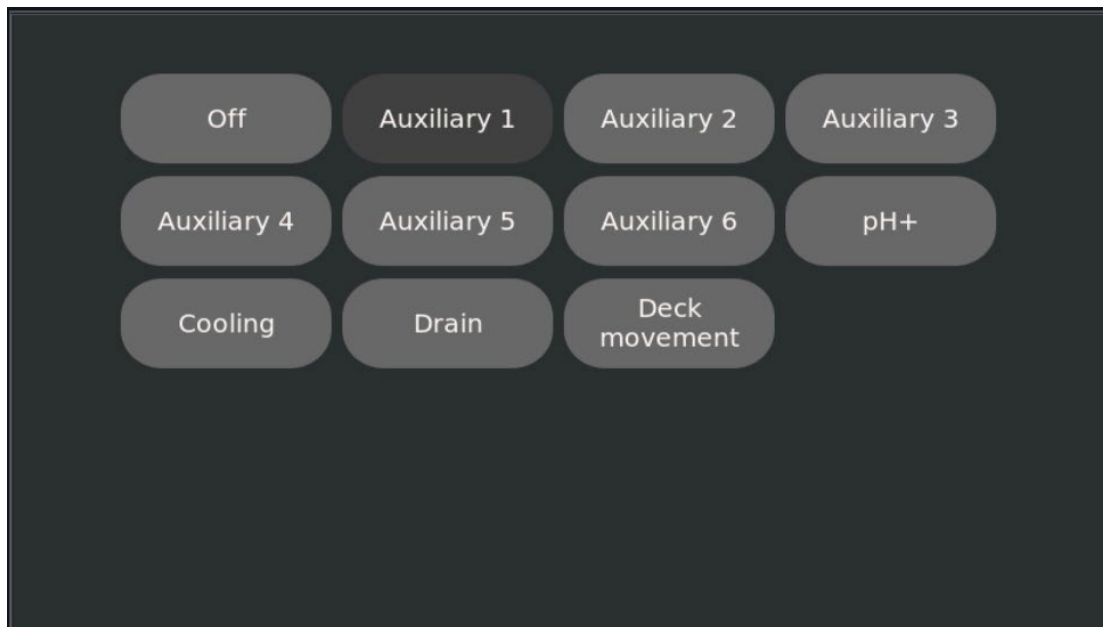 Off
Auxiliary 1
Auxiliary 2
Auxiliary 3
Auxiliary 4
Auxiliary 5
Auxiliary 6
pH+
Cooling
Drain
Deck
movement